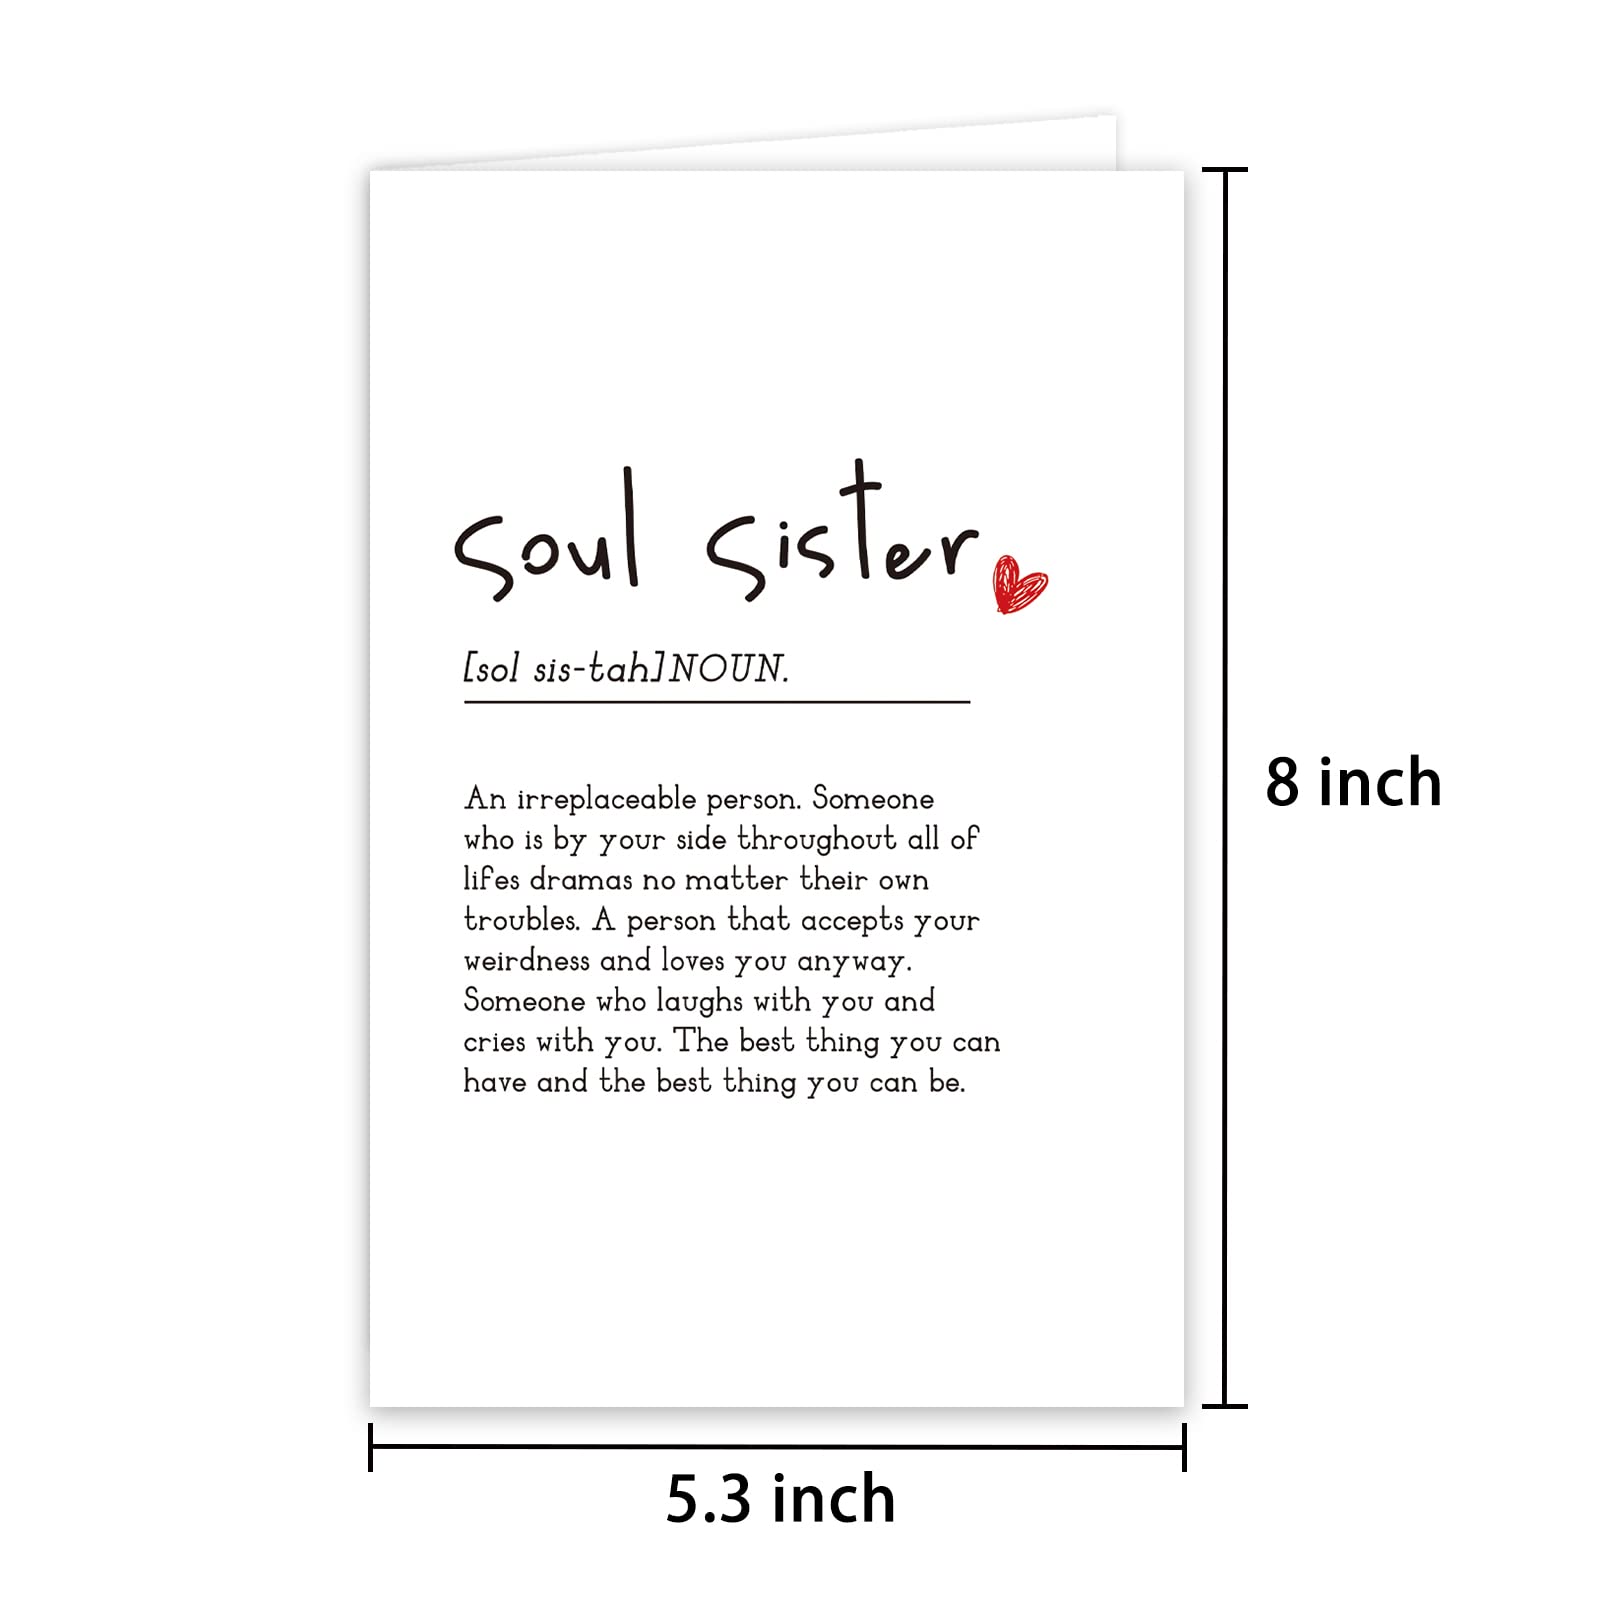 soul sister
[sol sis-tah]NOUN.
An irreplaceable person. Someone
who is by your side throughout all of
lifes dramas no matter their own
troubles. A person that accepts your
weirdness and loves you anyway.
Someone who laughs with you and
cries with you. The best thing you can
have and the best thing you can be.
8 inch
5.3 inch